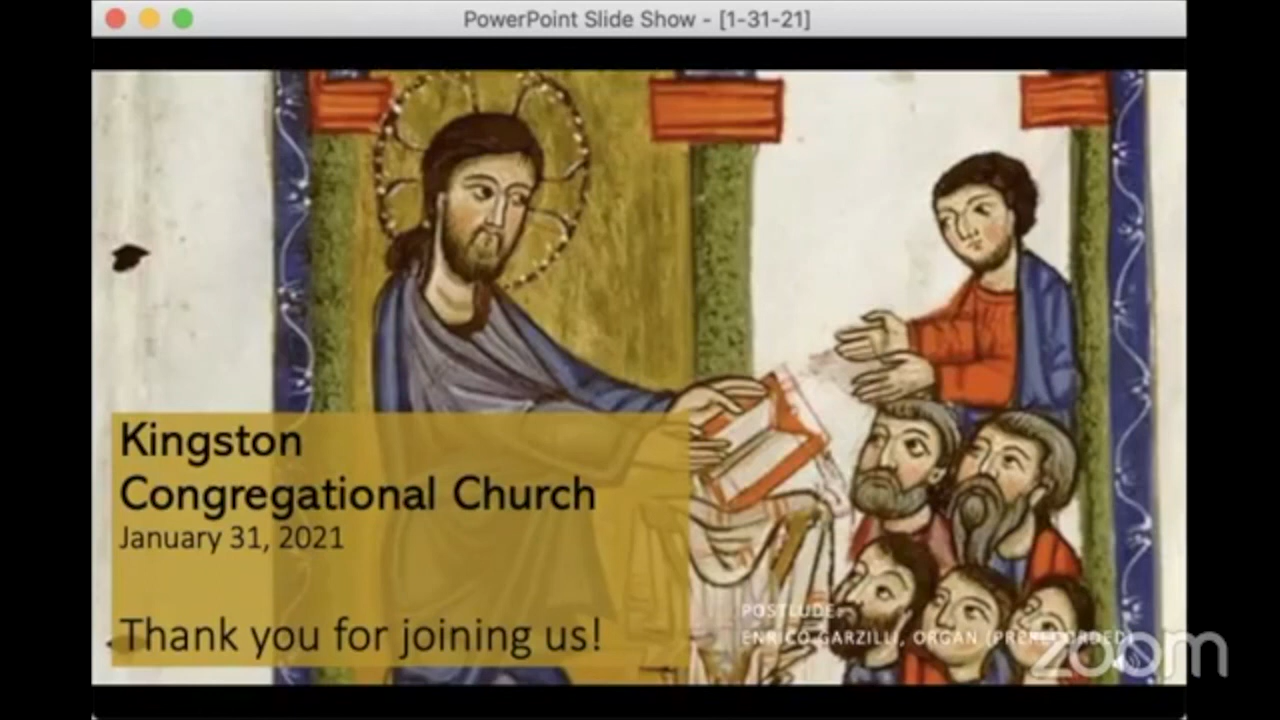 PowerPoint Slide Show - [1-31-21]
Kingston
Congregational Church
January 31, 2021
Thank you for joining us!
POSTLUDE:
ENRICO GARZILLI, ORGAN (PRERECORDED)
zoom